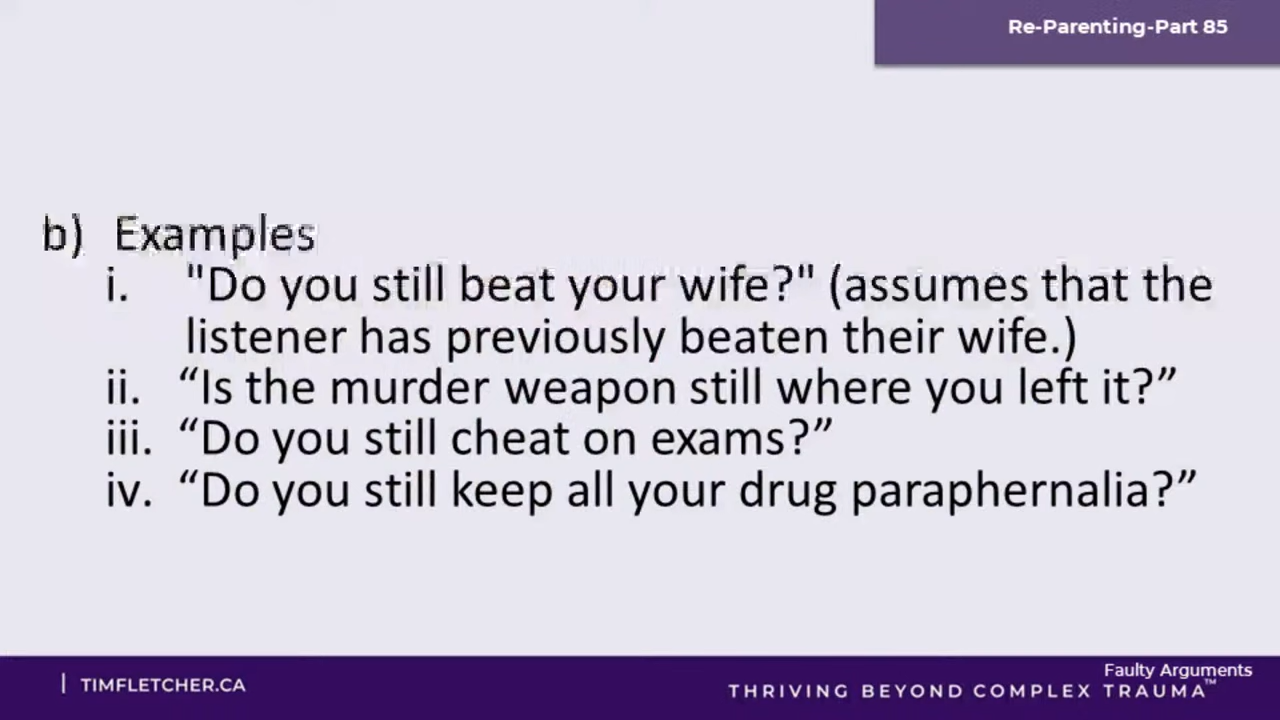 Re-Parenting-Part 85
b) Examples
i. "Do you still beat your wife?" (assumes that the
listener has previously beaten their wife.)
ii. “Is the murder weapon still where you left it?”
iii. “Do you still cheat on exams?”
iv. “Do you still keep all your drug paraphernalia?”
| TIMFLETCHER.CA
Faulty Arguments
THRIVING BEYOND COMPLEX TRAUMA™